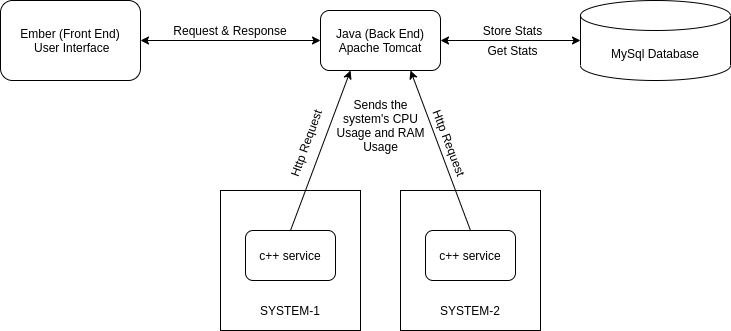 Ember (Front End)
User Interface
Request & Response
Java (Back End)
Apache Tomcat
Store Stats
Get Stats
MySql Database
Http Request
Sends the
system's CPU
Usage and RAM
Usage
Http Request
c++ service
SYSTEM-1
c++ service
SYSTEM-2